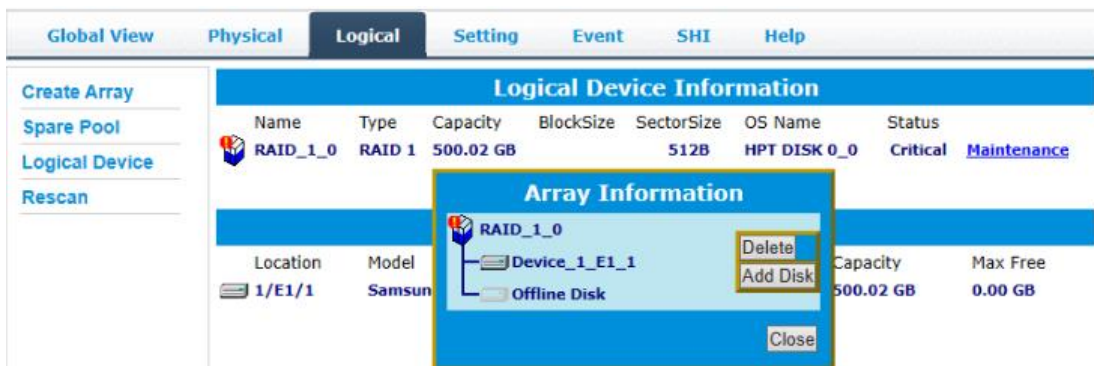 Global View Physical Logical Setting Event SHI Help
Create Array
Spare Pool
Logical Device
Rescan
Logical Device Information
Name Type Capacity BlockSize SectorSize OS Name Status
RAID_1_0 RAID 1 500.02 GB 512B HPT DISK 0_0 Critical Maintenance
Array Information
RAID_1_0
Device_1_E1_1
Offline Disk
Delete
Add Disk
Close
Location Model Capacity Max Free
1/E1/1 Samsun 500.02 GB 0.00 GB